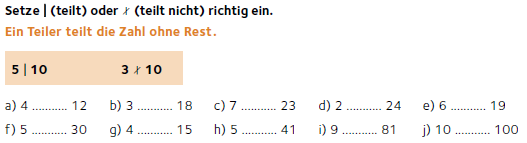 Setze | (teilt) oder ∤ (teilt nicht) richtig ein.
Ein Teiler teilt die Zahl ohne Rest.
5 | 10 3 ∤ 10
a) 4 ........... 12 b) 3 ........... 18 c) 7 ........... 23 d) 2 ........... 24 e) 6 ........... 19
f) 5 ........... 30 g) 4 ........... 15 h) 5 ........... 41 i) 9 ........... 81 j) 10 ........... 100